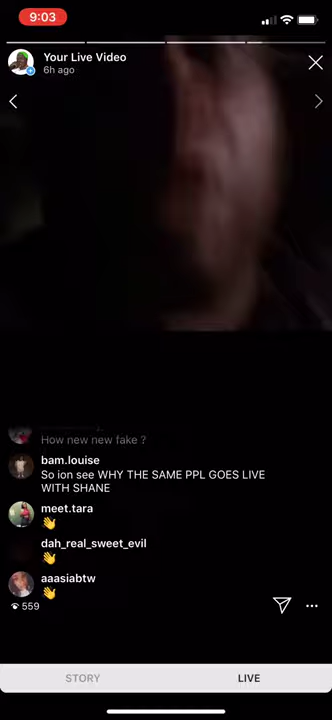 9:03
Your Live Video
6h ago
How new new fake ?
bam.louise
So ion see WHY THE SAME PPL GOES LIVE
WITH SHANE
meet.tara
👋
dah_real_sweet_evil
👋
aaasiabtw
👋
559
STORY
LIVE